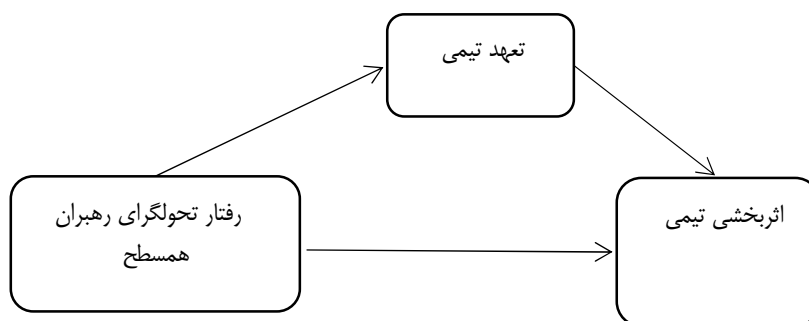 تعهد تیمی
رفتار تحولگرای رهبران
همسطح
اثربخشی تیمی